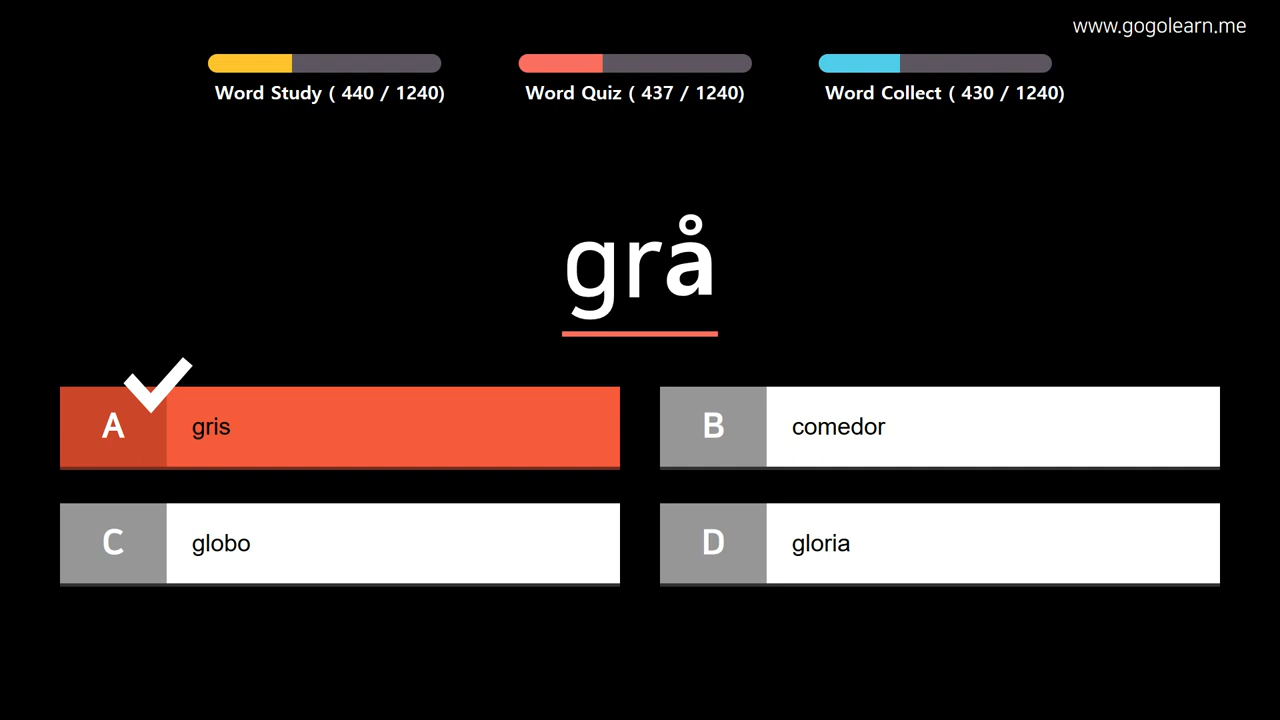 www.gogolearn.me
Word Study ( 440 / 1240)
Word Quiz ( 437 / 1240)
Word Collect ( 430 / 1240)
grå
A gris
B comedor
C globo
D gloria